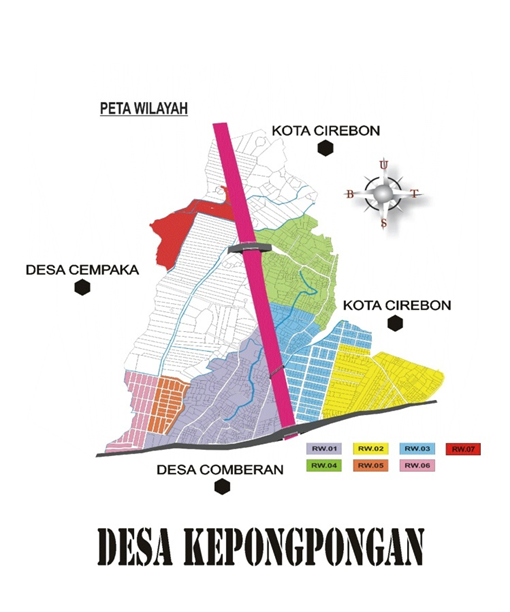 PETA WILAYAH
KOTA CIREBON
U
B T
S
DESA CEMPAKA
KOTA CIREBON
RW.01 RW.02 RW.03 RW.07
RW.04 RW.05 RW.06
DESA COMBERAN
DESA KEPONGPONGAN